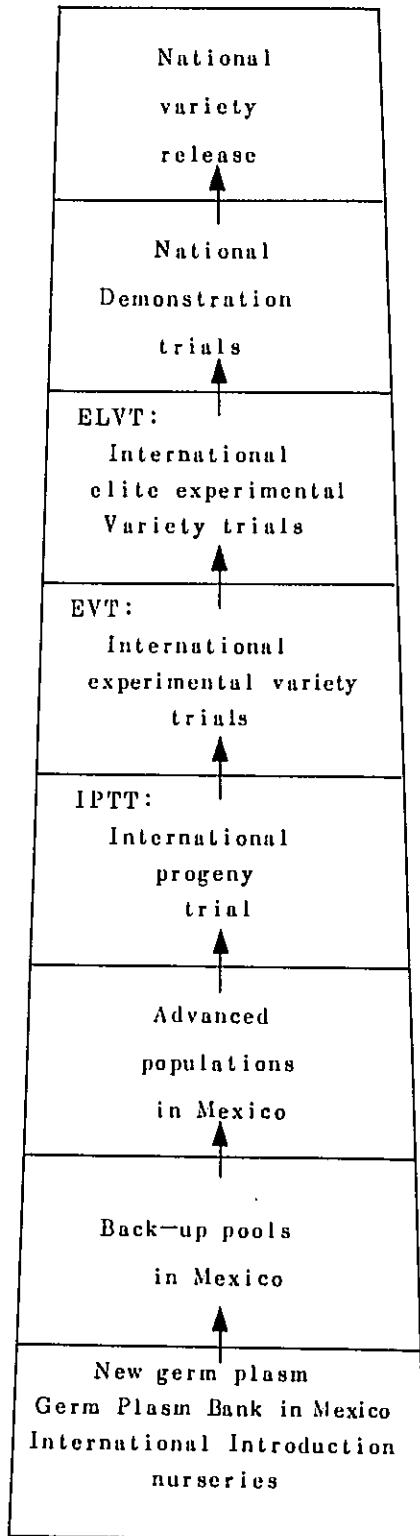 National
variety
release
National
Demonstration
trials
ELVT:
International
elite experimental
Variety trials
EVT:
International
experimental variety
trials
IPTT:
International
progeny
trial
Advanced
populations
in Mexico
Back-up pools
in Mexico
New germ plasm
Germ Plasm Bank in Mexico
International Introduction
nurseries